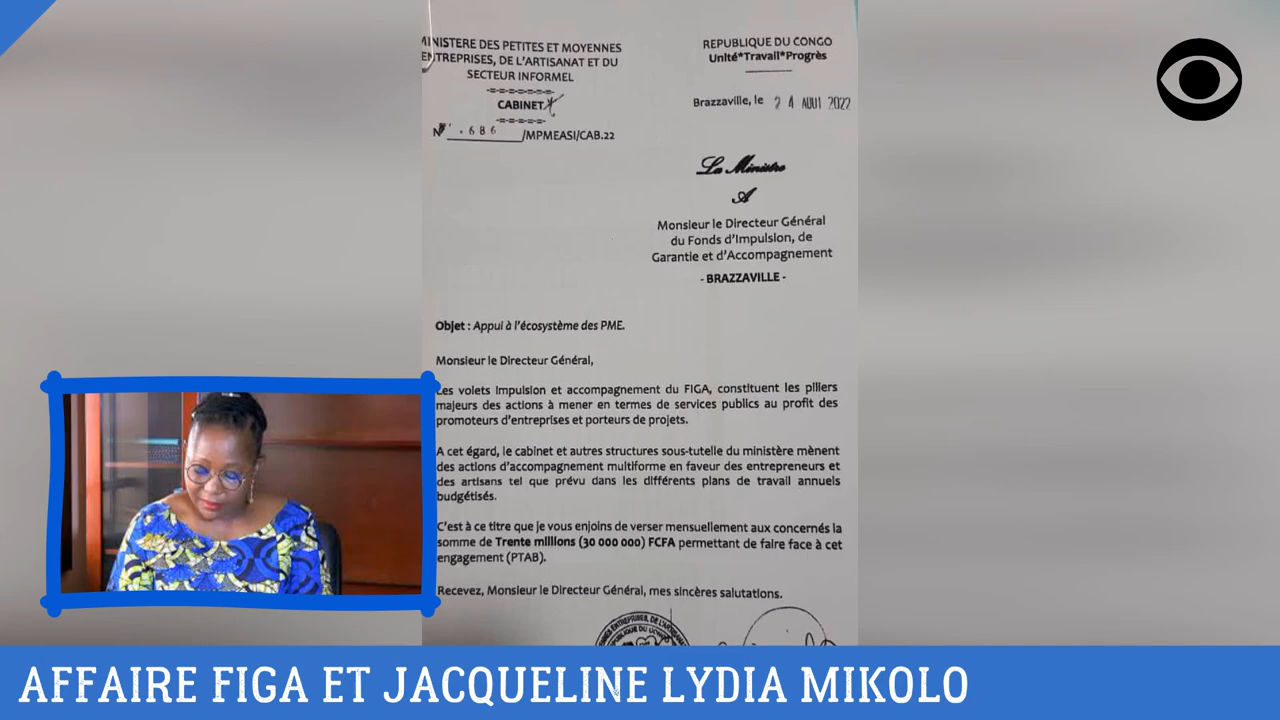 MINISTERE DES PETITES ET MOYENNES
ENTREPRISES, DE L'ARTISANAT ET DU
SECTEUR INFORMEL
CABINET
N° .686 /MPMEASI/CAB.22
REPUBLIQUE DU CONGO
Unité*Travail*Progrès
Brazzaville, le 24 AOUT 2022
La Ministre
A
Monsieur le Directeur Général
du Fonds d'Impulsion, de
Garantie et d'Accompagnement
- BRAZZAVILLE -
Objet : Appui à l'écosystème des PME.
Monsieur le Directeur Général,
Les volets impulsion et accompagnement du FIGA, constituent les piliers
majeurs des actions à mener en termes de services publics au profit des
promoteurs d'entreprises et porteurs de projets.
A cet égard, le cabinet et autres structures sous-tutelle du ministère mènent
des actions d'accompagnement multiforme en faveur des entrepreneurs et
des artisans tel que prévu dans les différents plans de travail annuels
budgétisés.
C'est à ce titre que je vous enjoins de verser mensuellement aux concernés la
somme de Trente millions (30 000 000) FCFA permettant de faire face à cet
engagement (PTAB).
Recevez, Monsieur le Directeur Général, mes sincères salutations.
AFFAIRE FIGA ET JACQUELINE LYDIA MIKOLO